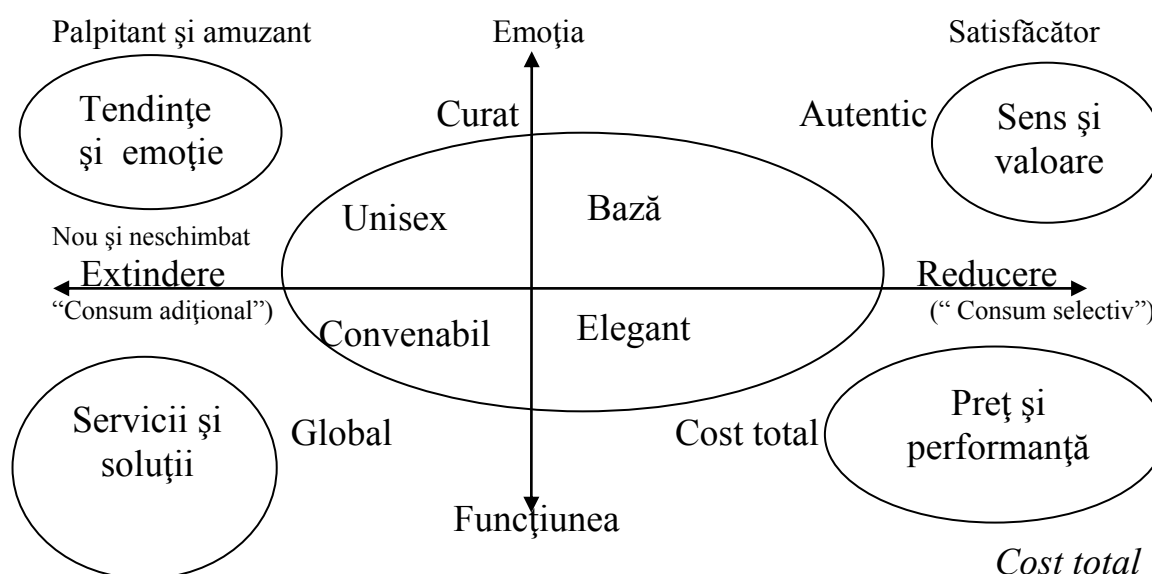 Palpitant şi amuzant
Emoţia
Satisfăcător
Tendinţe
şi emoţie
Curat
Autentic
Sens şi
valoare
Unisex
Bază
Nou şi neschimbat
Extindere
Reducere
“Consum adiţional”)
(“ Consum selectiv”)
Convenabil
Elegant
Servicii şi
soluţii
Global
Cost total
Preţ şi
performanţă
Funcţiunea
Cost total